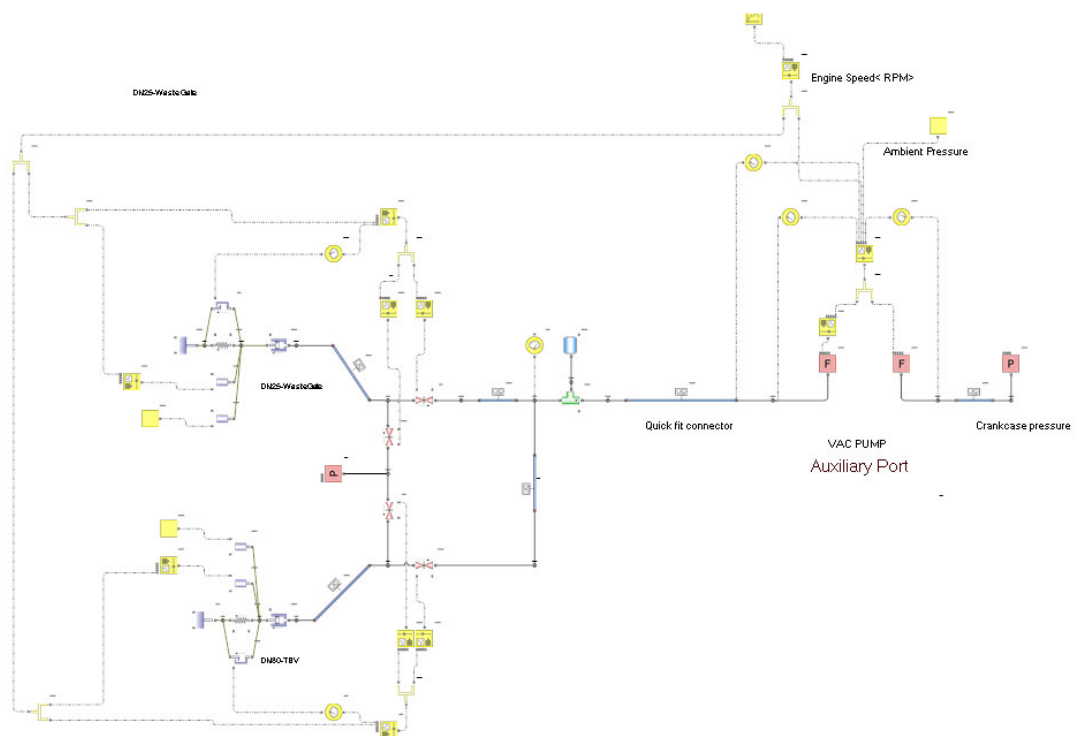 Engine Speed< RPM>
DN25-WasteGate
Ambient Pressure
F
F
P
DN25-WasteGate
Quick fit connector
Crankcase pressure
VAC PUMP
Auxiliary Port
P
DN80-TBV